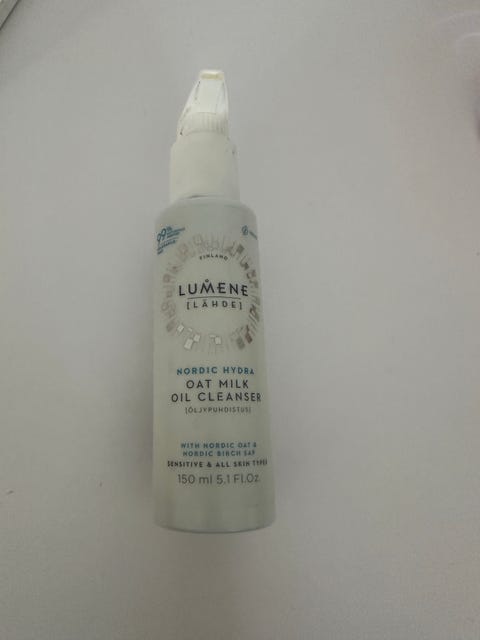 99%
FINLAND
LUMENE
[LÄHDE]
NORDIC HYDRA
OAT MILK
OIL CLEANSER
[ÖLJYPUHDISTUS]
WITH NORDIC OAT &
NORDIC BIRCH SAP
SENSITIVE & ALL SKIN TYPES
150 ml 5.1 Fl.Oz.